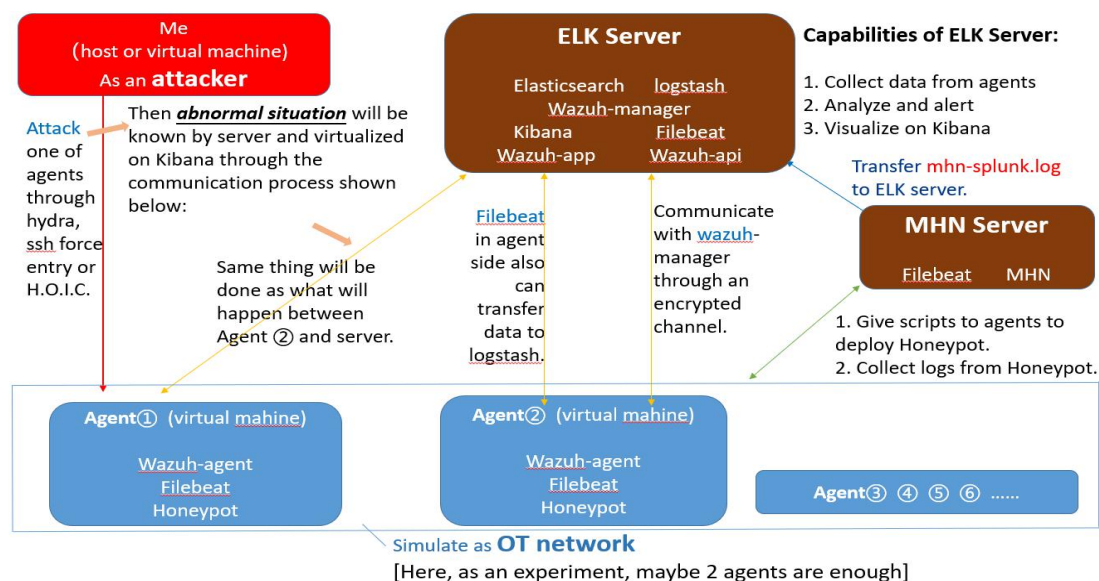 Me
(host or virtual machine)
As an attacker
ELK Server
Elasticsearch logstash
Wazuh-manager
Kibana Filebeat
Wazuh-app Wazuh-api
Capabilities of ELK Server:
1. Collect data from agents
2. Analyze and alert
3. Visualize on Kibana
Attack
one of
agents
through
hydra,
ssh force
entry or
H.O.I.C.
Then abnormal situation will be
known by server and virtualized
on Kibana through the
communication process shown
below:
Same thing will be
done as what will
happen between
Agent ② and server.
Filebeat
in agent
side also
can
transfer
data to
logstash.
Communicate
with wazuh-
manager
through an
encrypted
channel.
Transfer mhn-splunk.log
to ELK server.
MHN Server
Filebeat MHN
1. Give scripts to agents to
deploy Honeypot.
2. Collect logs from Honeypot.
Agent① (virtual mahine)
Wazuh-agent
Filebeat
Honeypot
Agent② (virtual mahine)
Wazuh-agent
Filebeat
Honeypot
Agent③ ④ ⑤ ⑥ ......
Simulate as OT network
[Here, as an experiment, maybe 2 agents are enough]